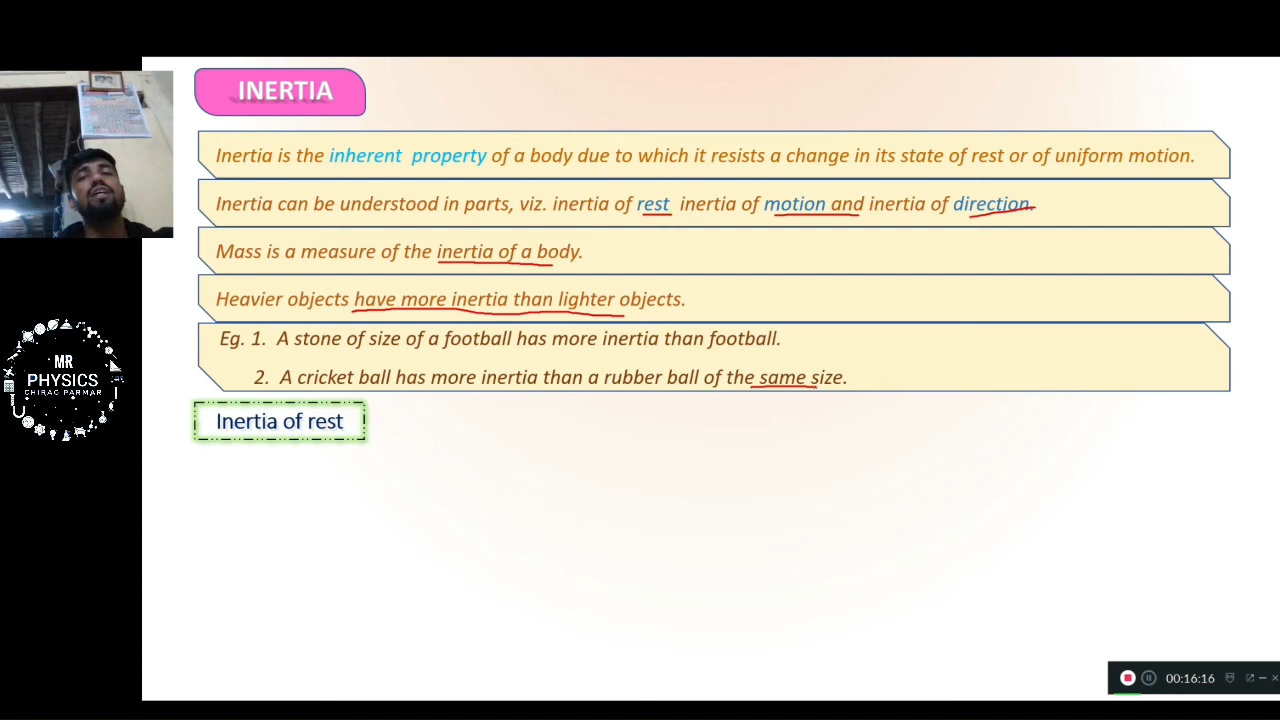 INERTIA
Inertia is the inherent property of a body due to which it resists a change in its state of rest or of uniform motion.
Inertia can be understood in parts, viz. inertia of rest inertia of motion and inertia of direction.
Mass is a measure of the inertia of a body.
Heavier objects have more inertia than lighter objects.
Eg. 1. A stone of size of a football has more inertia than football.
2. A cricket ball has more inertia than a rubber ball of the same size.
Inertia of rest
MR
PHYSICS
CHIRAG PARMAR
00:16:16